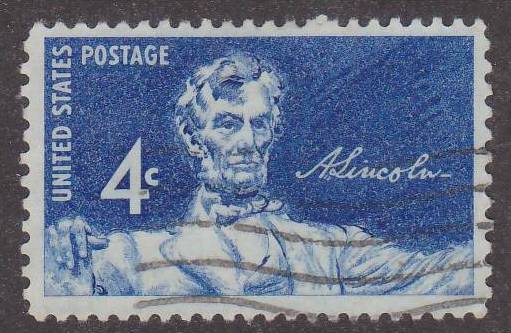 UNITED STATES
POSTAGE
4c
A. Lincoln